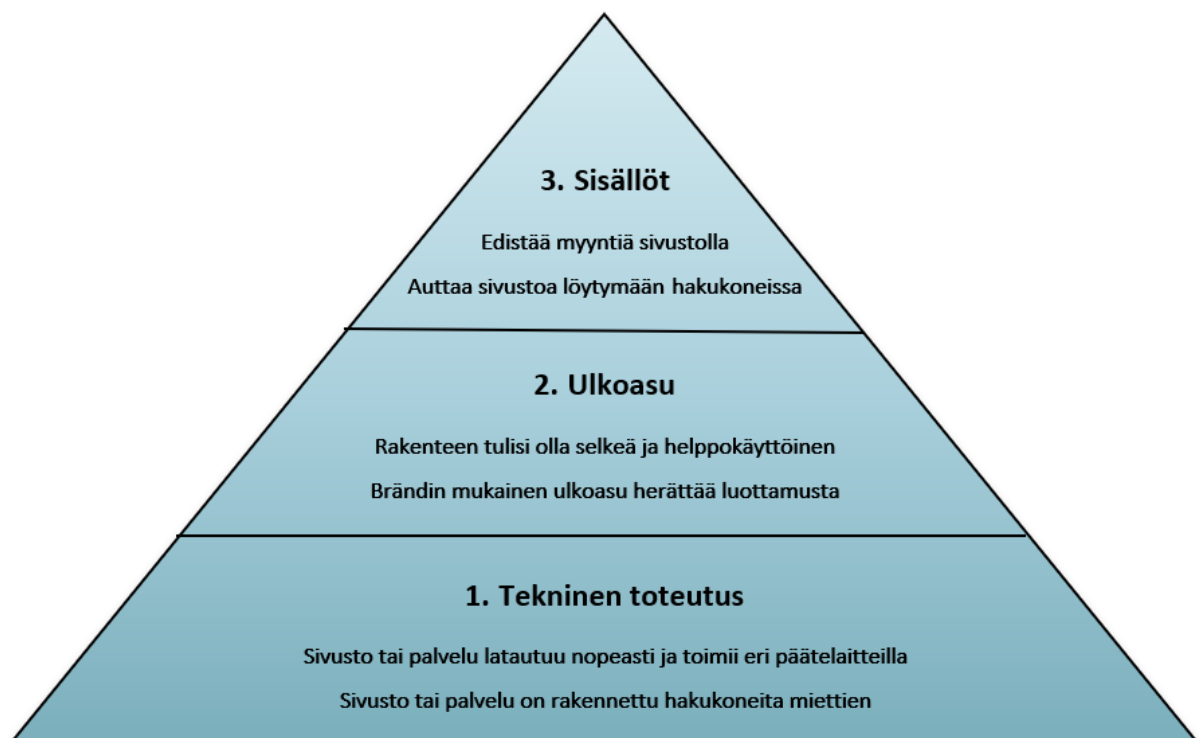 3. Sisällöt
Edistää myyntiä sivustolla
Auttaa sivustoa löytymään hakukoneissa
2. Ulkoasu
Rakenteen tulisi olla selkeä ja helppokäyttöinen
Brändin mukainen ulkoasu herättää luottamusta
1. Tekninen toteutus
Sivusto tai palvelu latautuu nopeasti ja toimii eri päätelaitteilla
Sivusto tai palvelu on rakennettu hakukoneita miettien